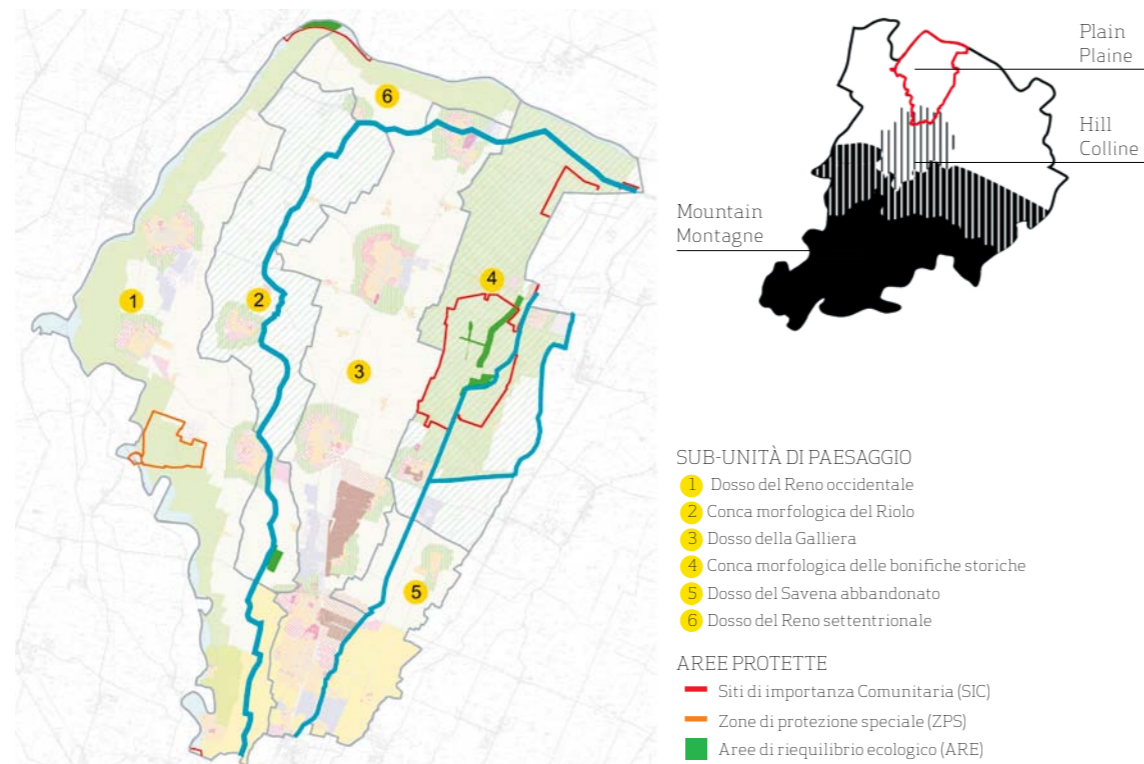 6
1
2
4
3
5
Plain
Plaine
Hill
Colline
Mountain
Montagne
SUB-UNITÀ DI PAESAGGIO
1 Dosso del Reno occidentale
2 Conca morfologica del Riolo
3 Dosso della Galliera
4 Conca morfologica delle bonifiche storiche
5 Dosso del Savena abbandonato
6 Dosso del Reno settentrionale
AREE PROTETTE
Siti di importanza Comunitaria (SIC)
Zone di protezione speciale (ZPS)
Aree di riequilibrio ecologico (ARE)